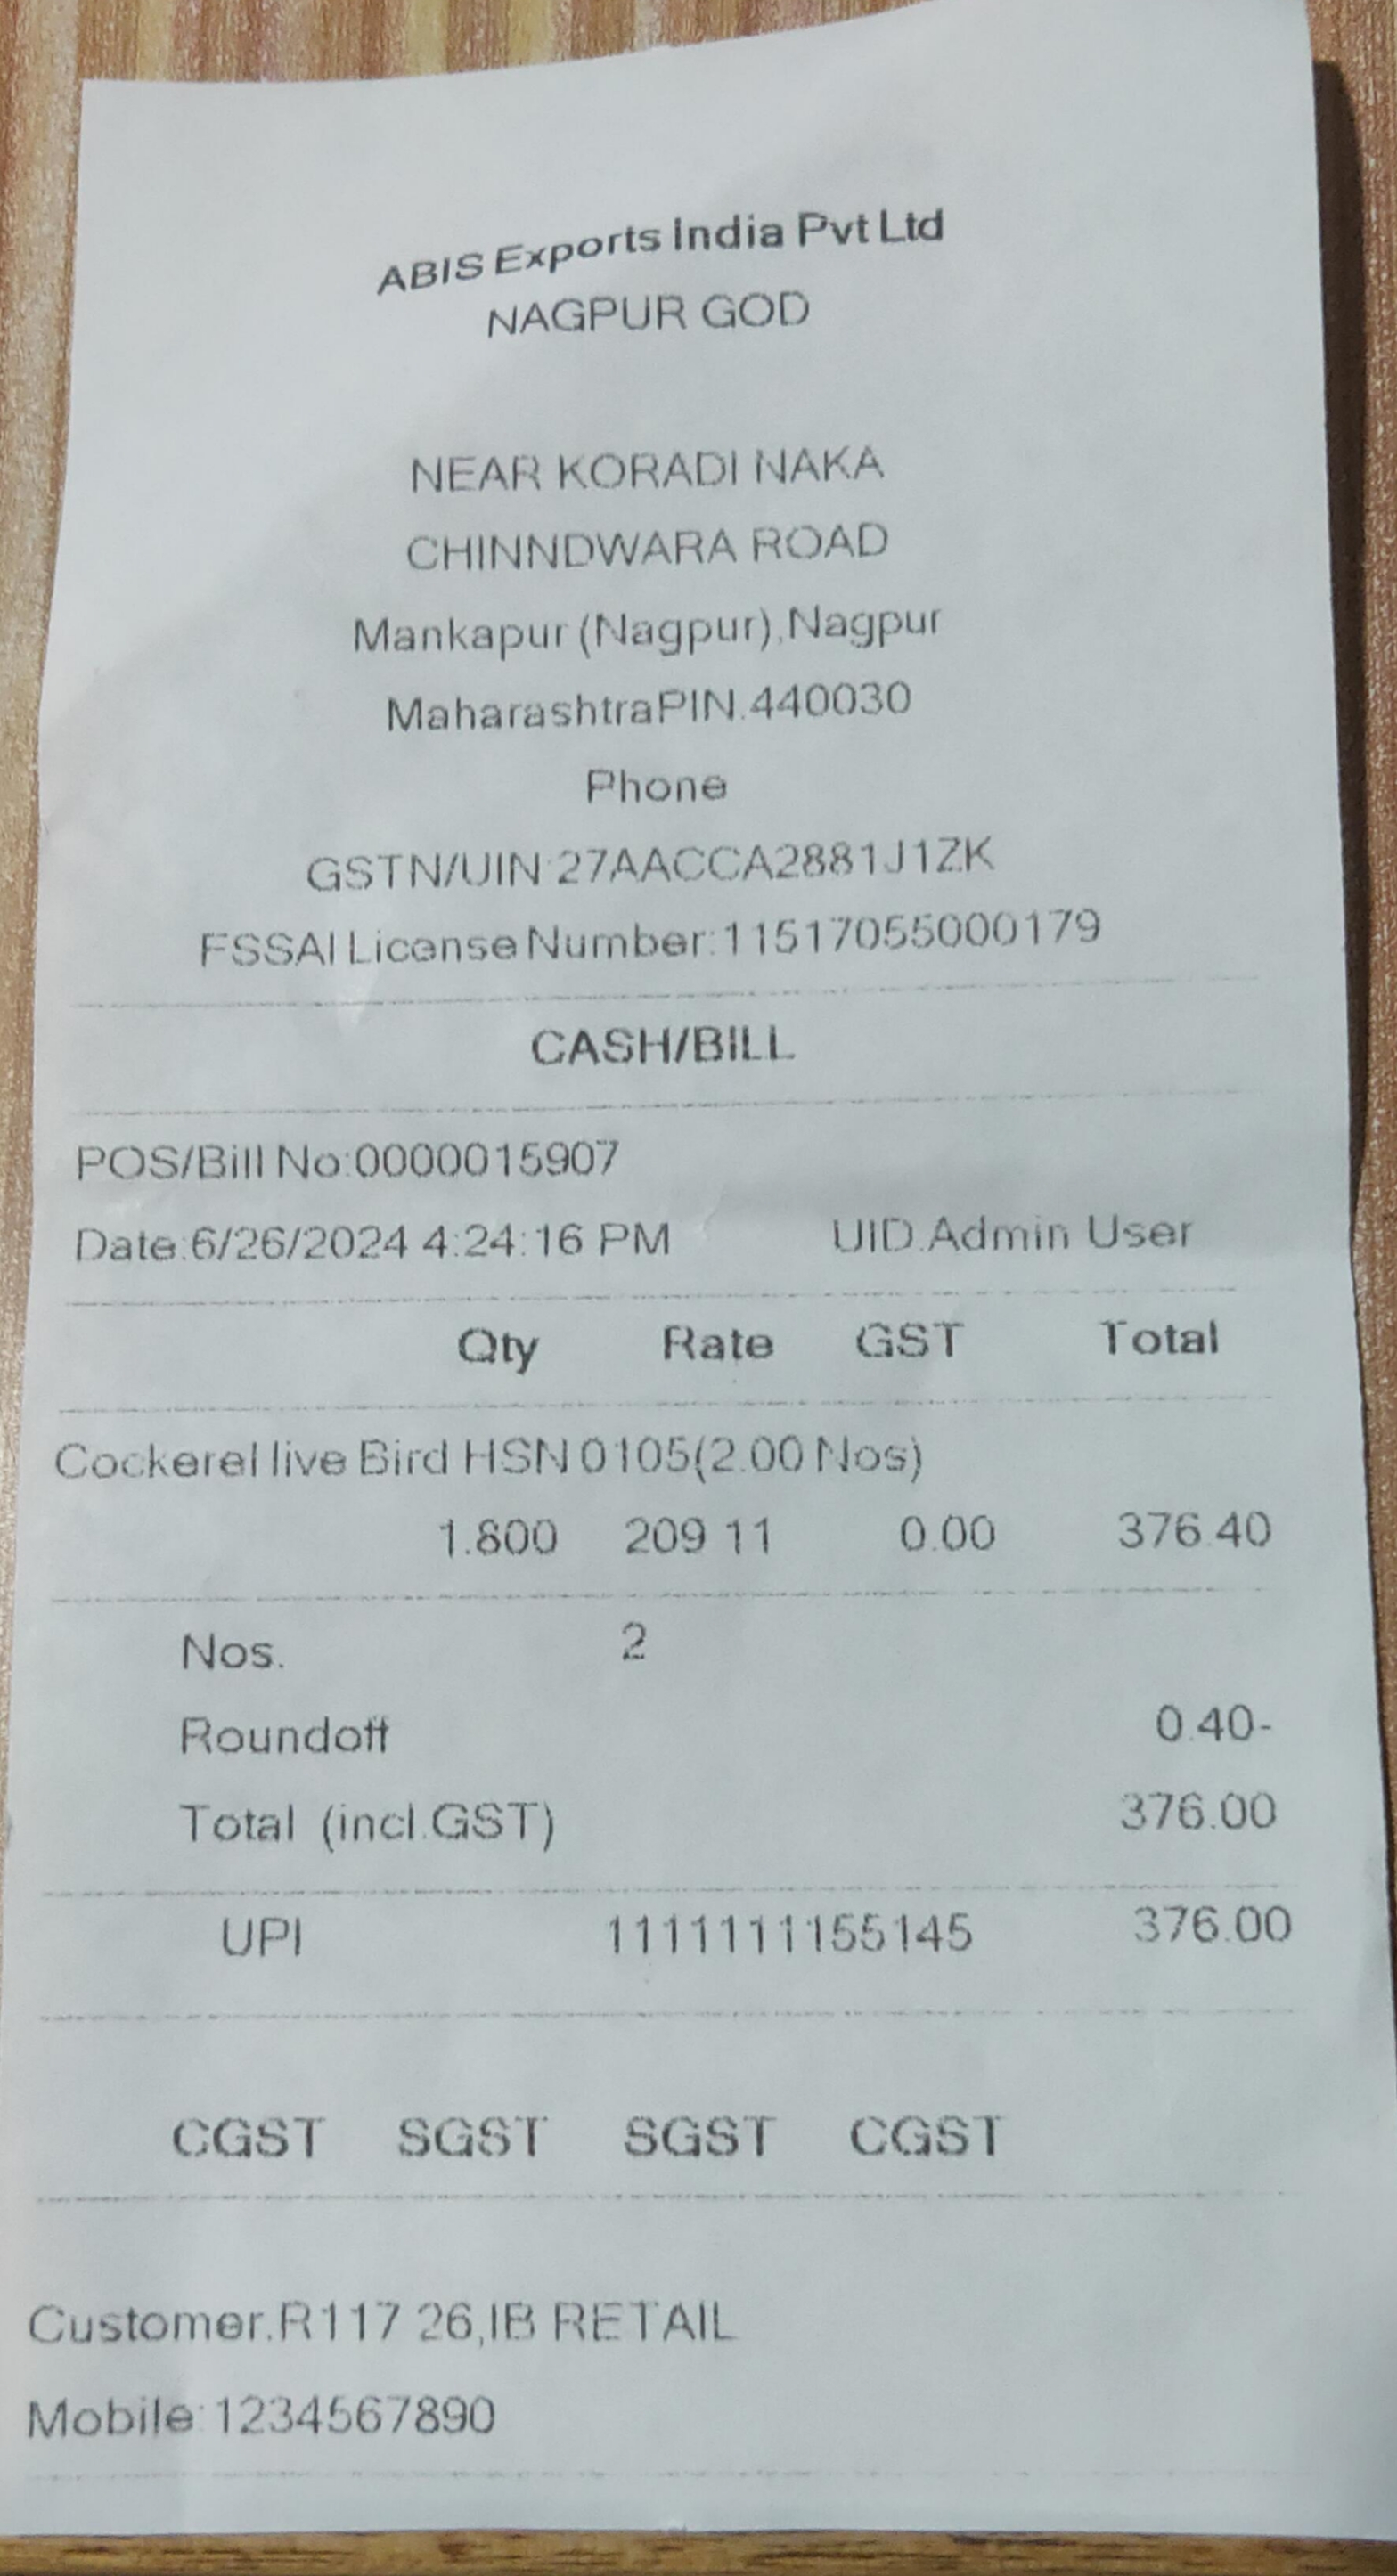 ABIS Exports India Pvt Ltd
NAGPUR GOD
NEAR KORADI NAKA
CHINNDWARA ROAD
Mankapur (Nagpur),Nagpur
MaharashtraPIN.440030
Phone
GSTN/UIN:27AACCA2881J1ZK
FSSAI License Number:11517055000179
CASH/BILL
POS/Bill No:0000015907
Date:6/26/2024 4:24:16 PM UID.Admin User
Qty Rate GST Total
Cockerel live Bird HSN 0105(2.00 Nos)
1.800 209.11 0.00 376.40
Nos. 2
Roundoff 0.40-
Total (incl.GST) 376.00
UPI 1111111155145 376.00
CGST SGST SGST CGST
Customer.R117 26,IB RETAIL
Mobile:1234567890